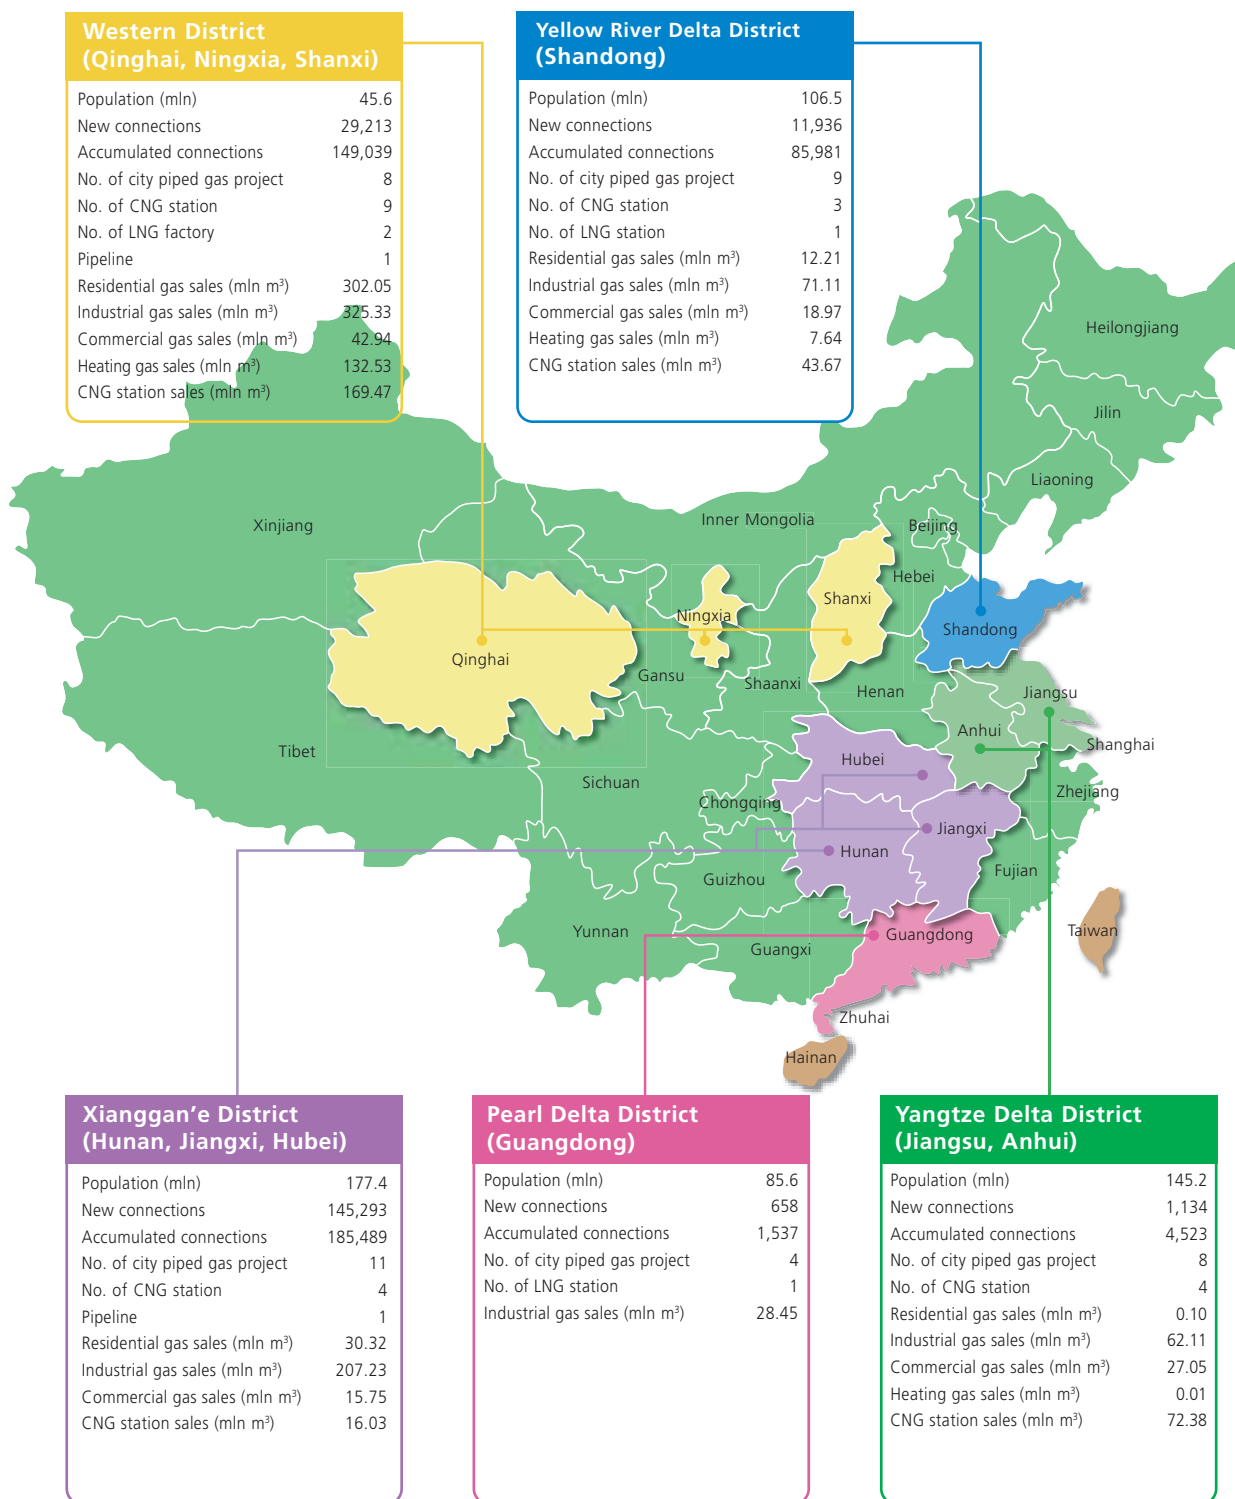 Western District
(Qinghai, Ningxia, Shanxi)
Population (mln) 45.6
New connections 29,213
Accumulated connections 149,039
No. of city piped gas project 8
No. of CNG station 9
No. of LNG factory 2
Pipeline 1
Residential gas sales (mln m³) 302.05
Industrial gas sales (mln m³) 325.33
Commercial gas sales (mln m³) 42.94
Heating gas sales (mln m³) 132.53
CNG station sales (mln m³) 169.47
Yellow River Delta District
(Shandong)
Population (mln) 106.5
New connections 11,936
Accumulated connections 85,981
No. of city piped gas project 9
No. of CNG station 3
No. of LNG station 1
Residential gas sales (mln m³) 12.21
Industrial gas sales (mln m³) 71.11
Commercial gas sales (mln m³) 18.97
Heating gas sales (mln m³) 7.64
CNG station sales (mln m³) 43.67
Heilongjiang
Jilin
Liaoning
Xinjiang
Inner Mongolia
Beijing
Hebei
Shanxi
Ningxia
Shandong
Qinghai
Gansu
Shaanxi
Henan
Jiangsu
Anhui
Shanghai
Tibet
Hubei
Sichuan
Zhejiang
Chongqing
Jiangxi
Hunan
Fujian
Guizhou
Yunnan
Taiwan
Guangdong
Guangxi
Zhuhai
Hainan
Xianggan’e District
(Hunan, Jiangxi, Hubei)
Population (mln) 177.4
New connections 145,293
Accumulated connections 185,489
No. of city piped gas project 11
No. of CNG station 4
Pipeline 1
Residential gas sales (mln m³) 30.32
Industrial gas sales (mln m³) 207.23
Commercial gas sales (mln m³) 15.75
CNG station sales (mln m³) 16.03
Pearl Delta District
(Guangdong)
Population (mln) 85.6
New connections 658
Accumulated connections 1,537
No. of city piped gas project 4
No. of LNG station 1
Industrial gas sales (mln m³) 28.45
Yangtze Delta District
(Jiangsu, Anhui)
Population (mln) 145.2
New connections 1,134
Accumulated connections 4,523
No. of city piped gas project 8
No. of CNG station 4
Residential gas sales (mln m³) 0.10
Industrial gas sales (mln m³) 62.11
Commercial gas sales (mln m³) 27.05
Heating gas sales (mln m³) 0.01
CNG station sales (mln m³) 72.38